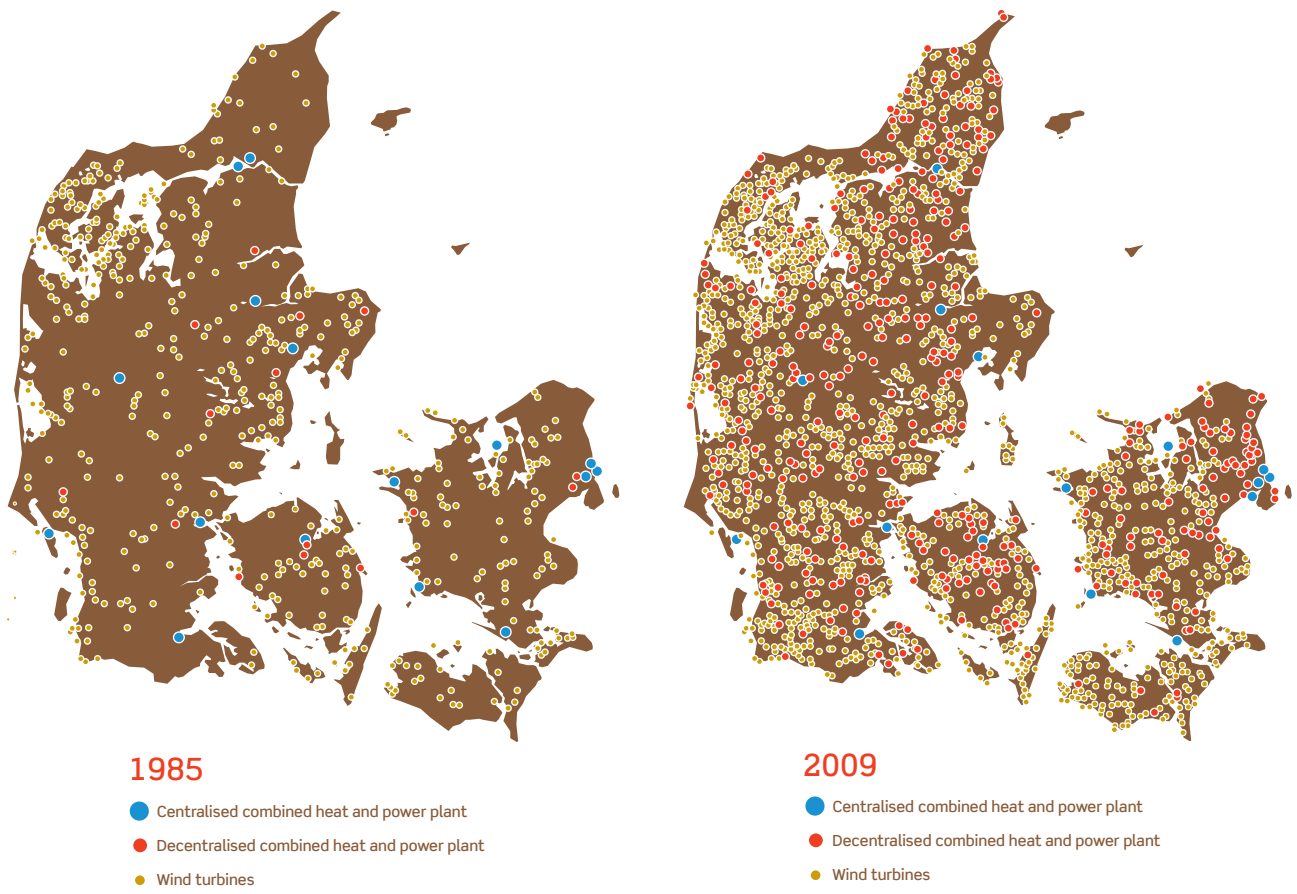 1985
Centralised combined heat and power plant
Decentralised combined heat and power plant
Wind turbines
2009
Centralised combined heat and power plant
Decentralised combined heat and power plant
Wind turbines